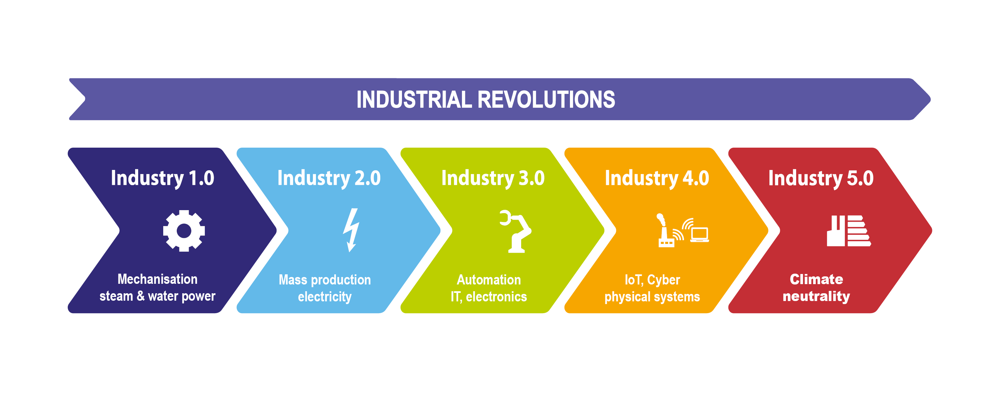 INDUSTRIAL REVOLUTIONS
Industry 1.0
Mechanisation
steam & water power
Industry 2.0
Mass production
electricity
Industry 3.0
Automation
IT, electronics
Industry 4.0
IoT, Cyber
physical systems
Industry 5.0
Climate
neutrality